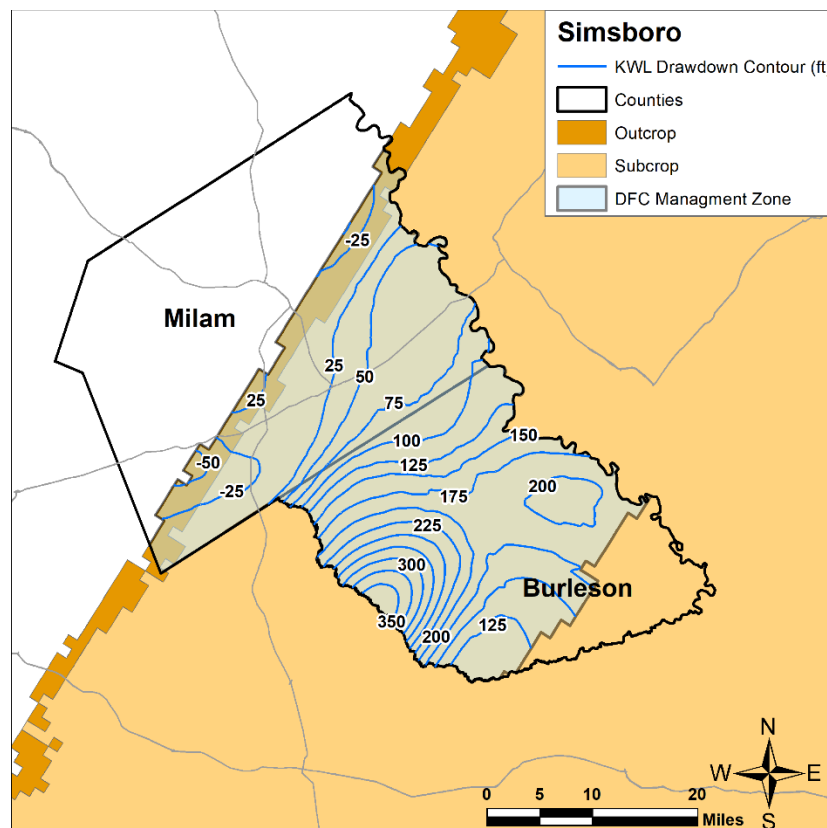 Simsboro
KWL Drawdown Contour (ft
Counties
Outcrop
Subcrop
DFC Managment Zone
-25
Milam
25
50
25
75
100
150
-50
125
-25
175
200
225
300
Burleson
350
200
125
N
W E
S
0 5 10 20
Miles